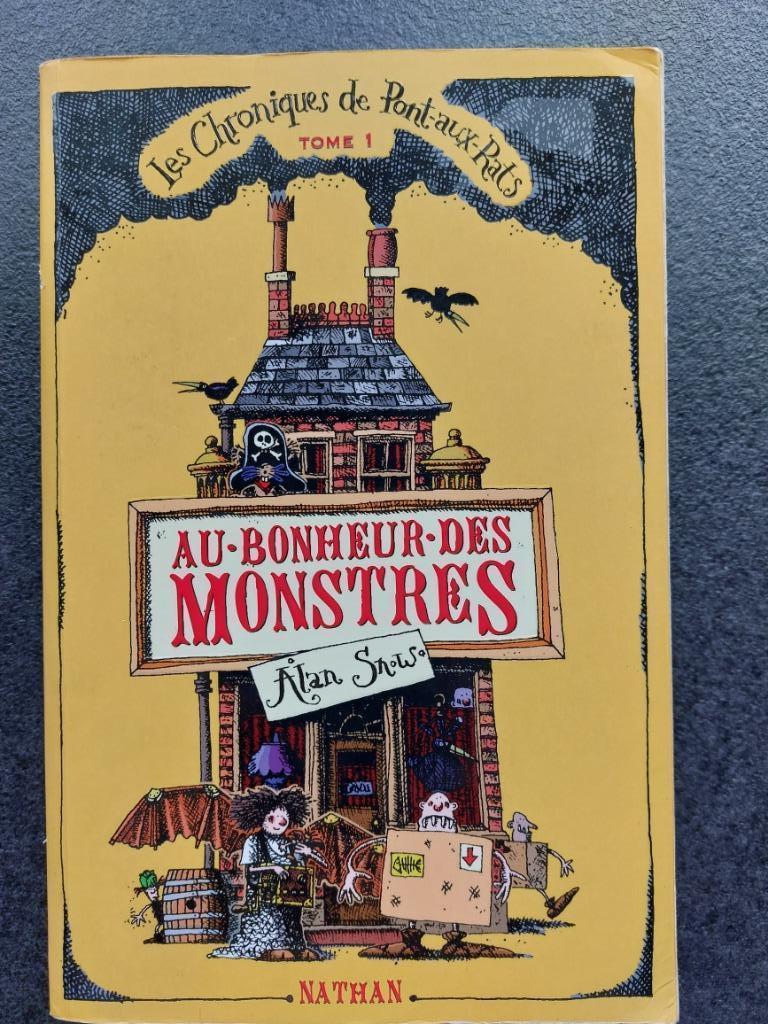 Les Chroniques de Pont-aux-Rats
TOME 1
AU·BONHEUR·DES
MONSTRES
Alan Snow
NATHAN